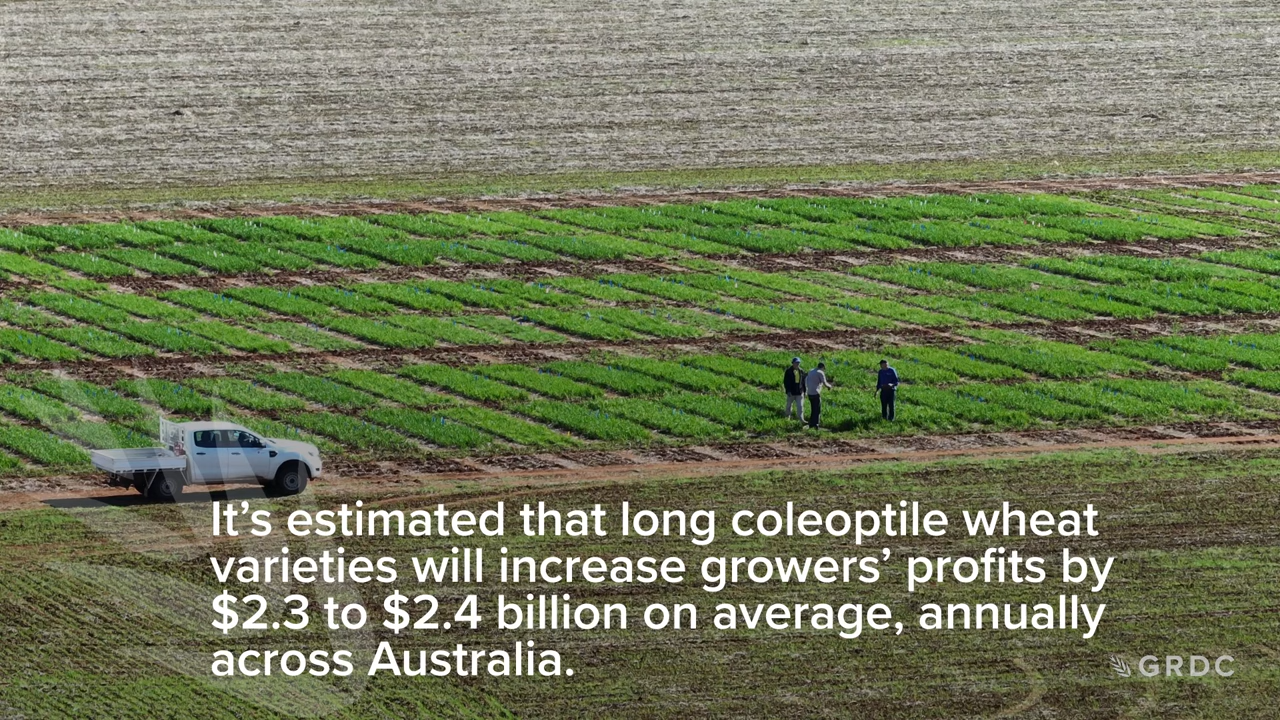 It’s estimated that long coleoptile wheat
varieties will increase growers’ profits by
$2.3 to $2.4 billion on average, annually
across Australia.
GRDC